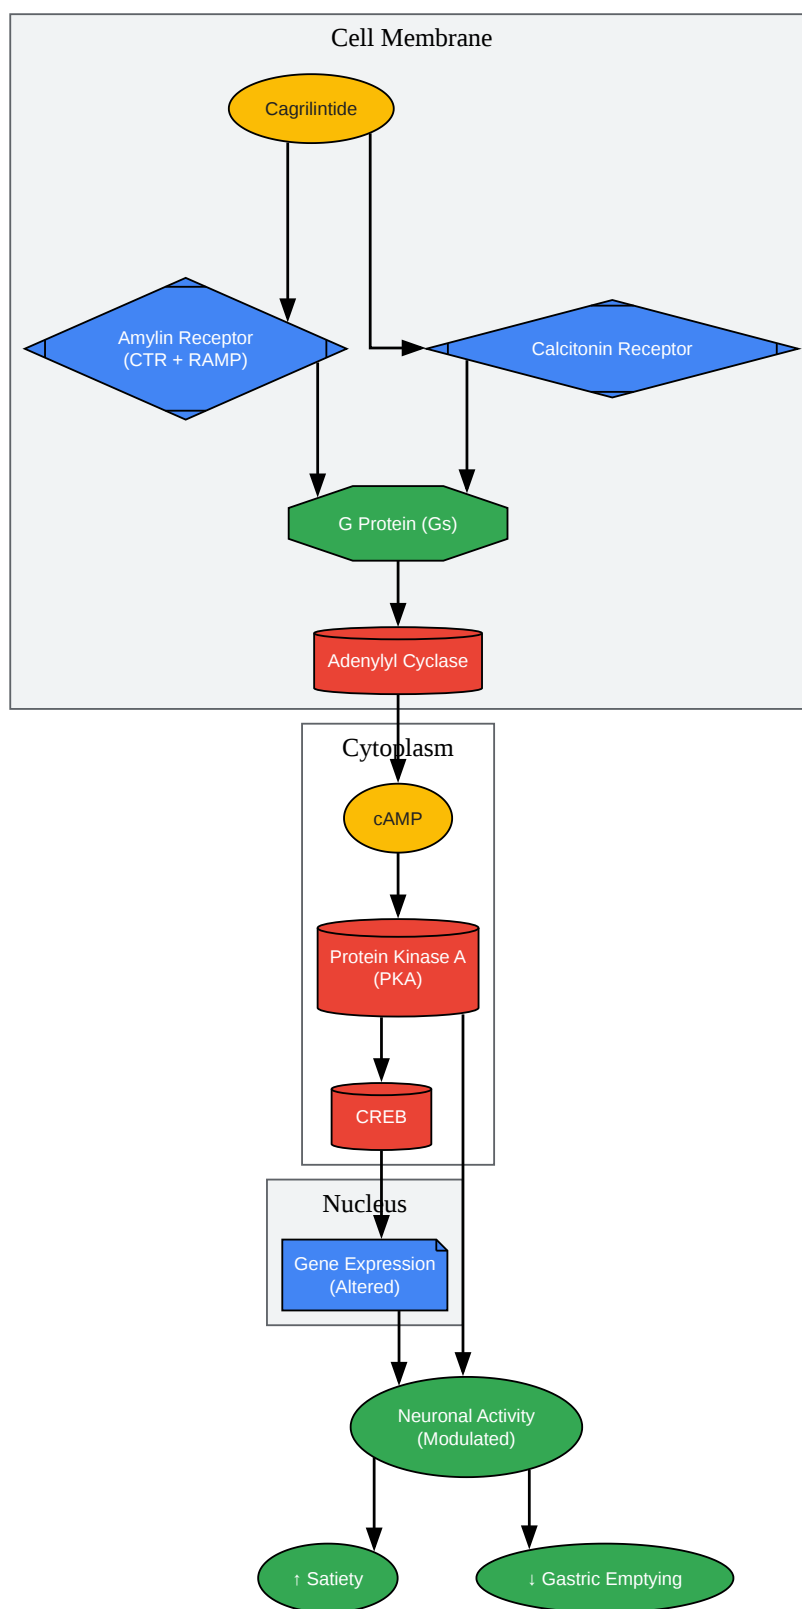 Cell Membrane
Cagrilintide
Amylin Receptor
(CTR + RAMP)
Calcitonin Receptor
G Protein (Gs)
Adenylyl Cyclase
Cytoplasm
cAMP
Protein Kinase A
(PKA)
CREB
Nucleus
Gene Expression
(Altered)
Neuronal Activity
(Modulated)
↑ Satiety
↓ Gastric Emptying